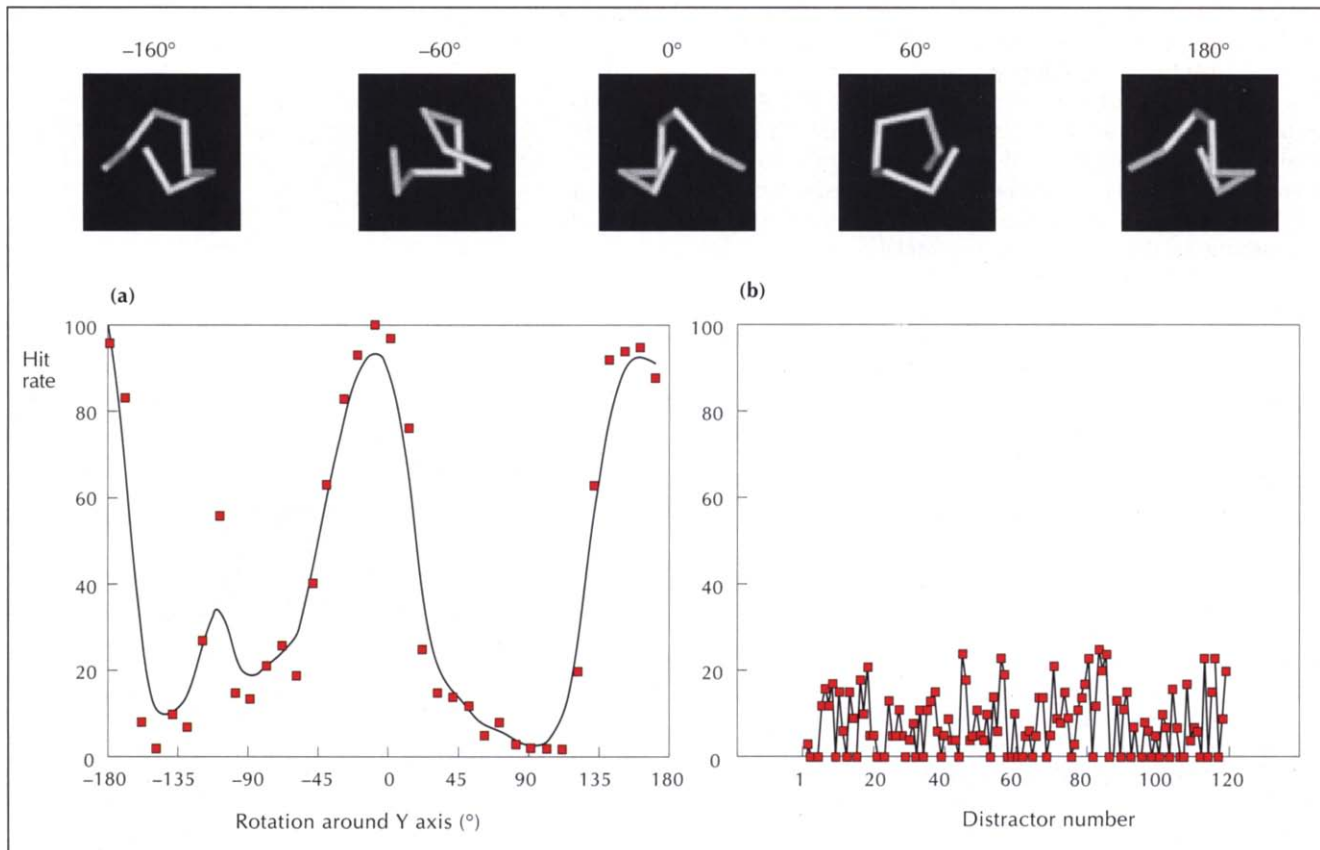 –160° –60° 0° 60° 180°
(a)
Hit
rate
100
80
60
40
20
0
–180 –135 –90 –45 0 45 90 135 180
Rotation around Y axis (°)
(b)
100
80
60
40
20
0
1 20 40 60 80 100 120
Distractor number